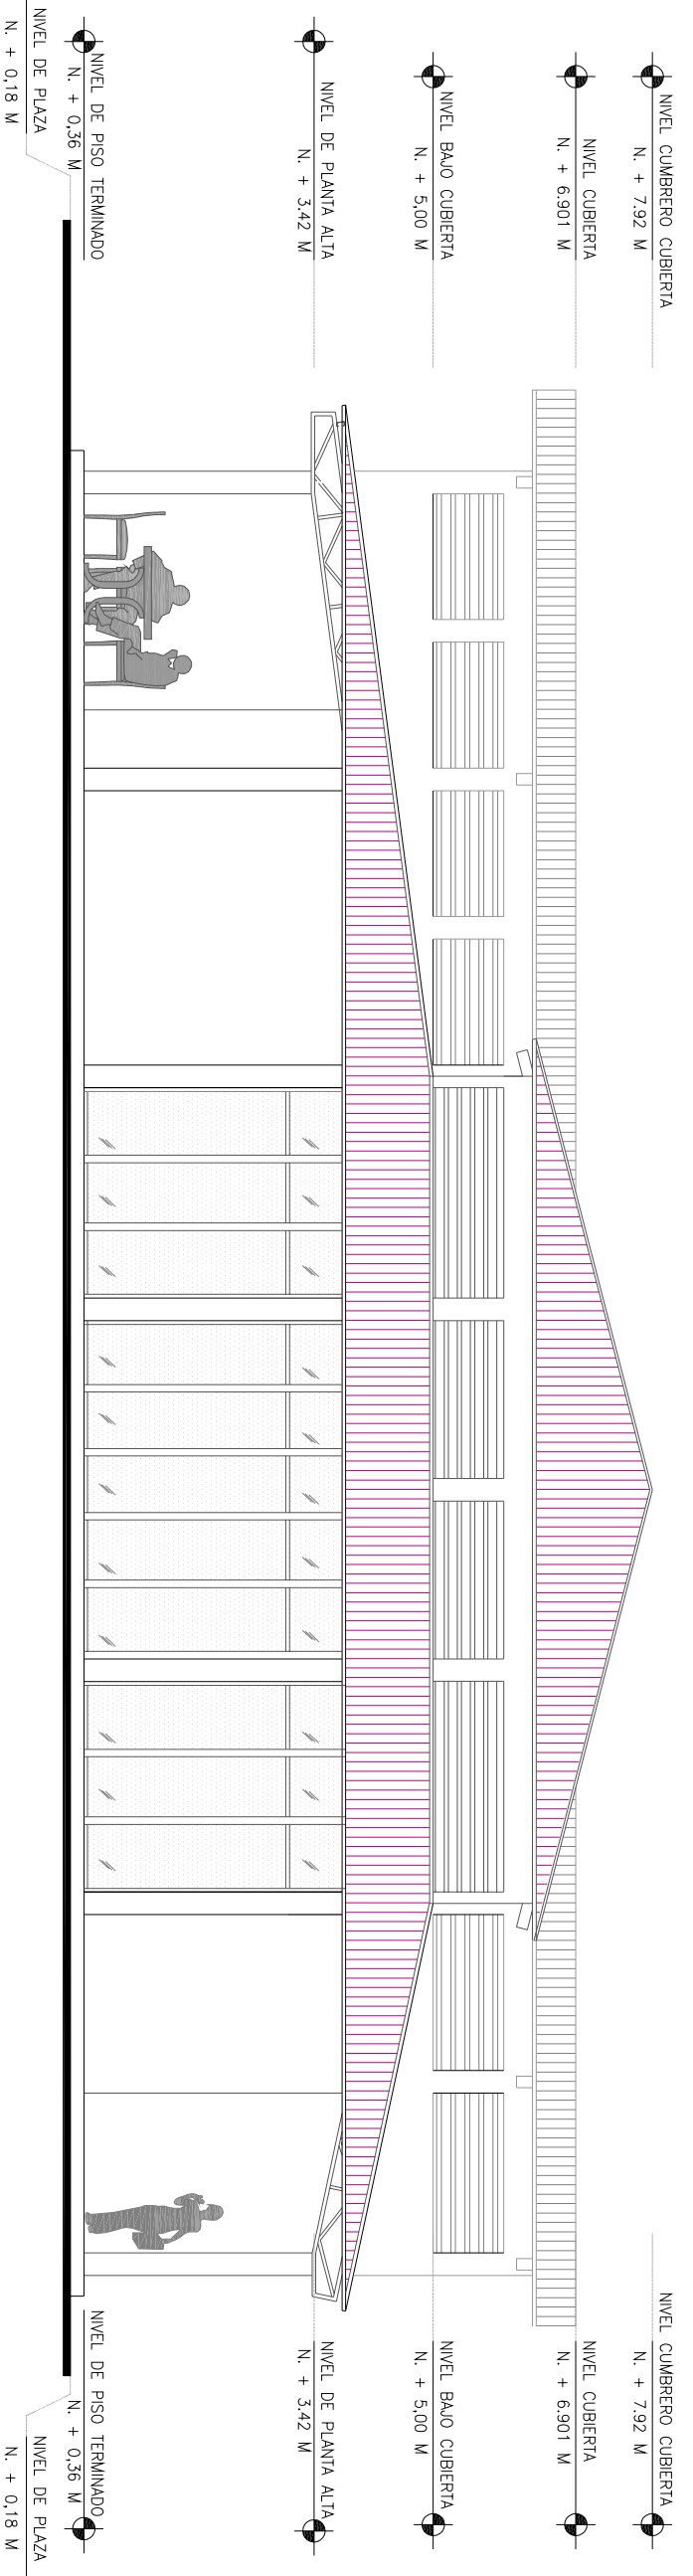 NIVEL CUMBRERO CUBIERTA
N. + 7.92 M
NIVEL CUBIERTA
N. + 6.901 M
NIVEL BAJO CUBIERTA
N. + 5,00 M
NIVEL DE PLANTA ALTA
N. + 3.42 M
NIVEL DE PISO TERMINADO
N. + 0,36 M
NIVEL DE PLAZA
N. + 0,18 M
NIVEL CUMBRERO CUBIERTA
N. + 7.92 M
NIVEL CUBIERTA
N. + 6.901 M
NIVEL BAJO CUBIERTA
N. + 5,00 M
NIVEL DE PLANTA ALTA
N. + 3.42 M
NIVEL DE PISO TERMINADO
N. + 0,36 M
NIVEL DE PLAZA
N. + 0,18 M